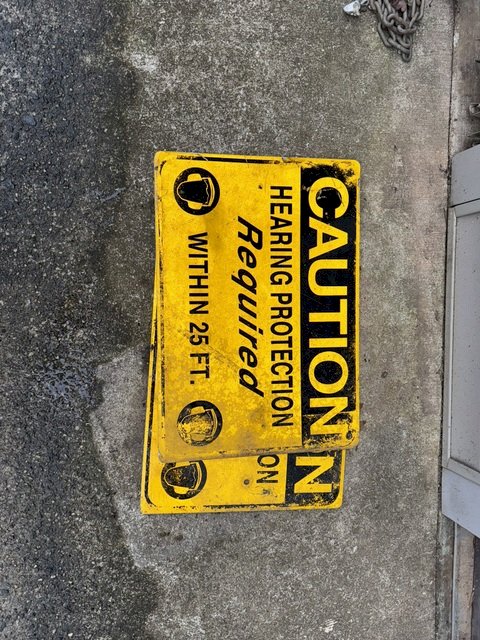 CAUTION
HEARING PROTECTION
Required
WITHIN 25 FT.
N
ON